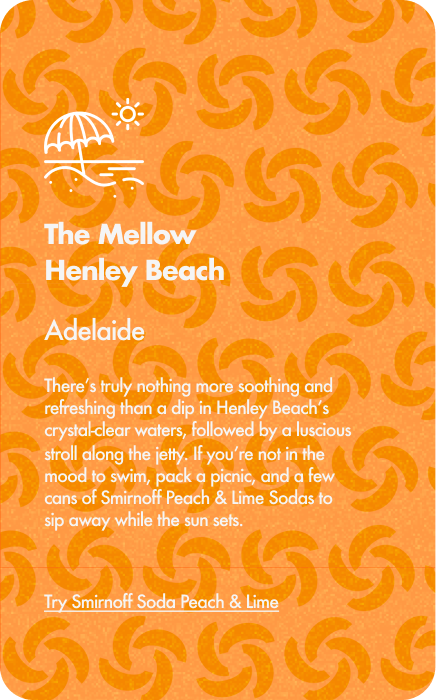 The Mellow
Henley Beach
Adelaide
There’s truly nothing more soothing and
refreshing than a dip in Henley Beach’s
crystal-clear waters, followed by a luscious
stroll along the jetty. If you’re not in the
mood to swim, pack a picnic, and a few
cans of Smirnoff Peach & Lime Sodas to
sip away while the sun sets.
Try Smirnoff Soda Peach & Lime